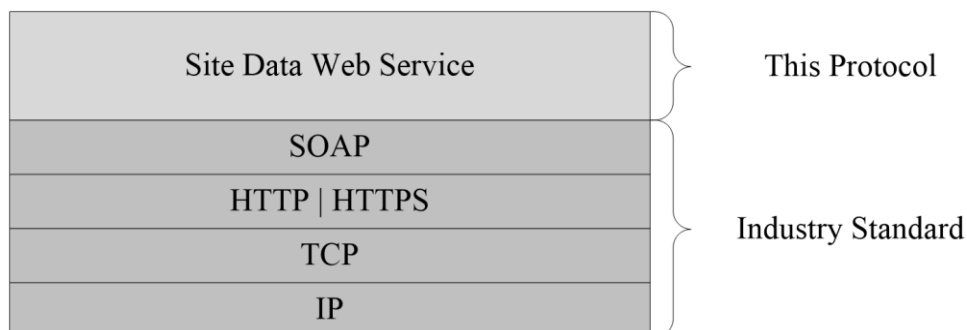 Site Data Web Service
This Protocol
SOAP
HTTP | HTTPS
TCP
IP
Industry Standard